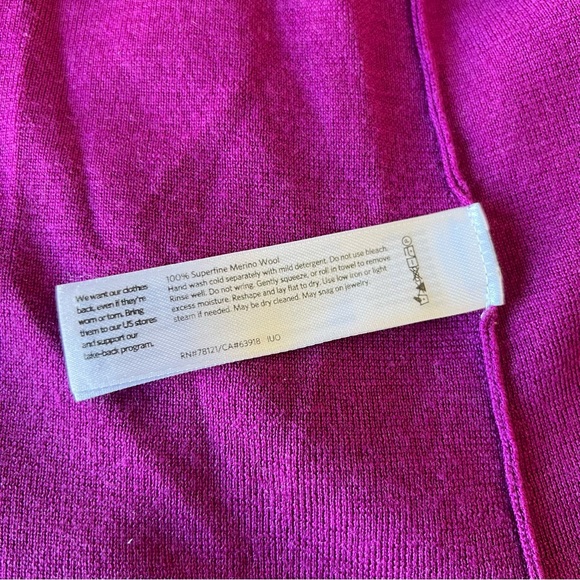 We want our clothes
back, even if they're
worn or torn. Bring
them to our US stores
and support our
take-back program.
100% Superfine Merino Wool
Hand wash cold separately with mild detergent. Do not use bleach.
Rinse well. Do not wring. Gently squeeze, or roll in towel to remove
excess moisture. Reshape and lay flat to dry. Use low iron or light
steam if needed. May be dry cleaned. May snag on jewelry.
RN#78121/CA#63918 IUO